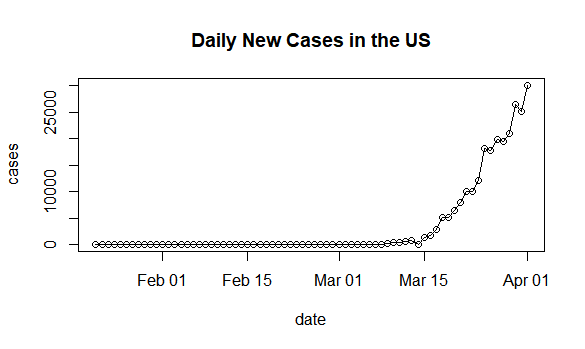 Daily New Cases in the US
cases
25000
10000
0
Feb 01 Feb 15 Mar 01 Mar 15 Apr 01
date